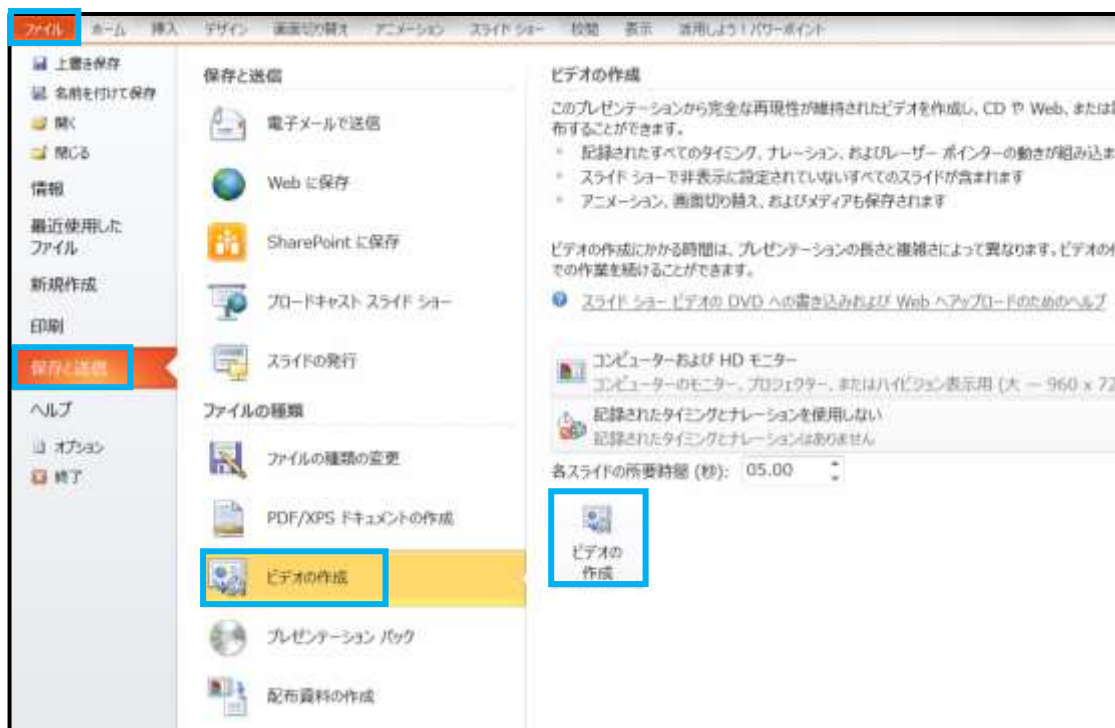 ファイル ホーム 挿入 デザイン 画面切り替え アニメーション スライド ショー 校閲 表示 活用しよう！パワーポイント
上書き保存
名前を付けて保存
開く
閉じる
情報
最近使用した
ファイル
新規作成
印刷
保存と送信
ヘルプ
オプション
終了
保存と送信
電子メールで送信
Web に保存
SharePoint に保存
ブロードキャスト スライド ショー
スライドの発行
ファイルの種類
ファイルの種類の変更
PDF/XPS ドキュメントの作成
ビデオの作成
プレゼンテーション パック
配布資料の作成
ビデオの作成
このプレゼンテーションから完全な再現性が維持されたビデオを作成し、CD や Web、または
布することができます。
記録されたすべてのタイミング、ナレーション、およびレーザー ポインターの動きが組み込ま
スライド ショーで非表示に設定されていないすべてのスライドが含まれます
アニメーション、画面切り替え、およびメディアも保存されます
ビデオの作成にかかる時間は、プレゼンテーションの長さと複雑さによって異なります。ビデオの
での作業を続けることができます。
スライド ショー ビデオの DVD への書き込みおよび Web へアップロードのためのヘルプ
コンピューターおよび HD モニター
コンピューターのモニター、プロジェクター、またはハイビジョン表示用 (大 － 960 x 72
記録されたタイミングとナレーションを使用しない
記録されたタイミングとナレーションはありません
各スライドの所要時間 (秒): 05.00
ビデオの
作成